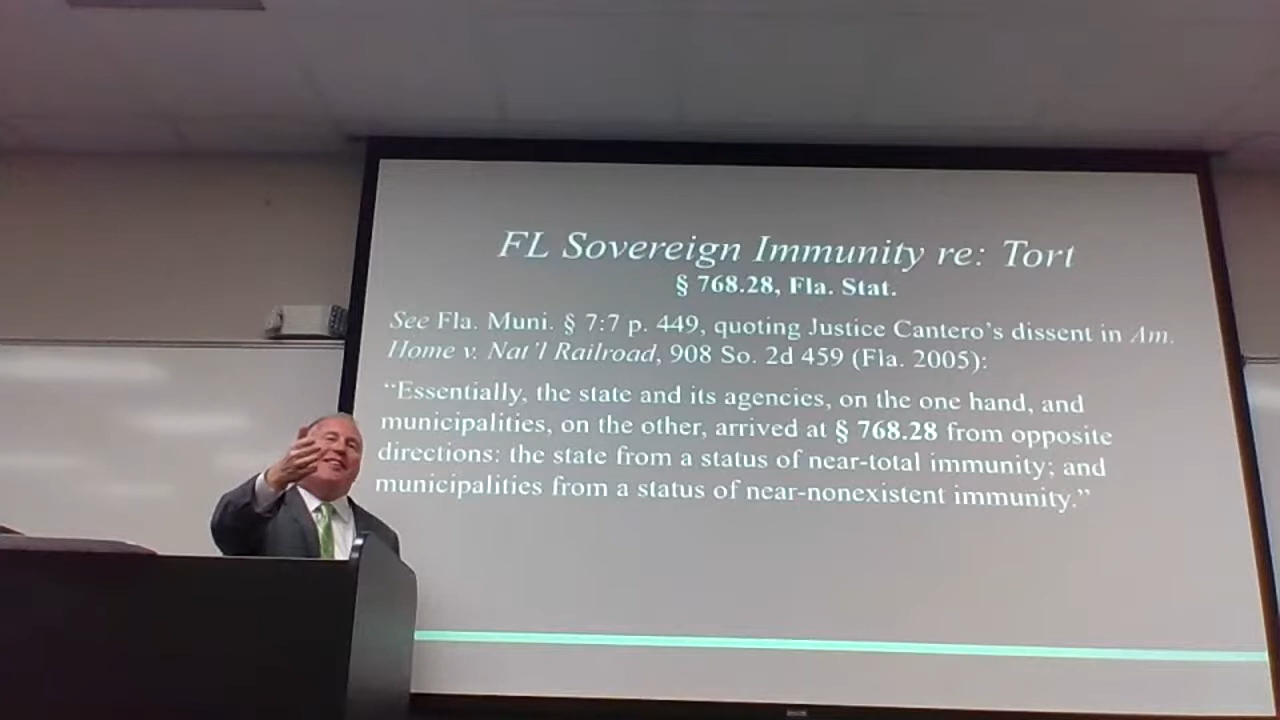 FL Sovereign Immunity re: Tort
§ 768.28, Fla. Stat.
See Fla. Muni. § 7:7 p. 449, quoting Justice Cantero’s dissent in Am.
Home v. Nat’l Railroad, 908 So. 2d 459 (Fla. 2005):
“Essentially, the state and its agencies, on the one hand, and
municipalities, on the other, arrived at § 768.28 from opposite
directions: the state from a status of near-total immunity; and
municipalities from a status of near-nonexistent immunity.”